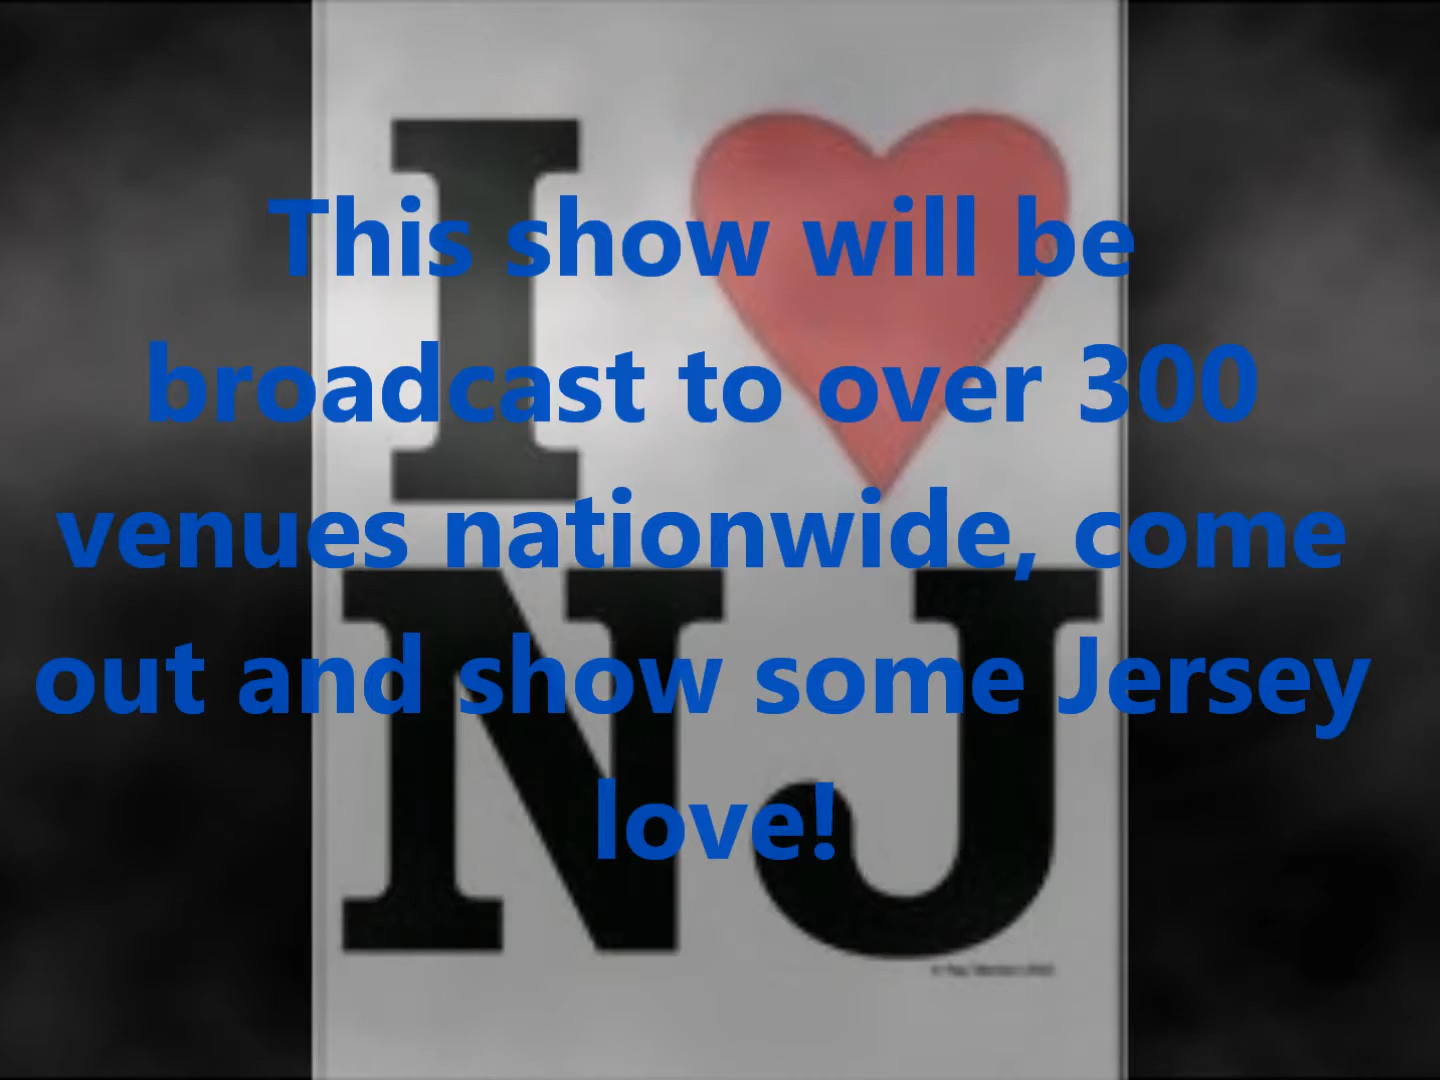 I
This show will be
broadcast to over 300
venues nationwide, come
out and show some Jersey
love!
NJ